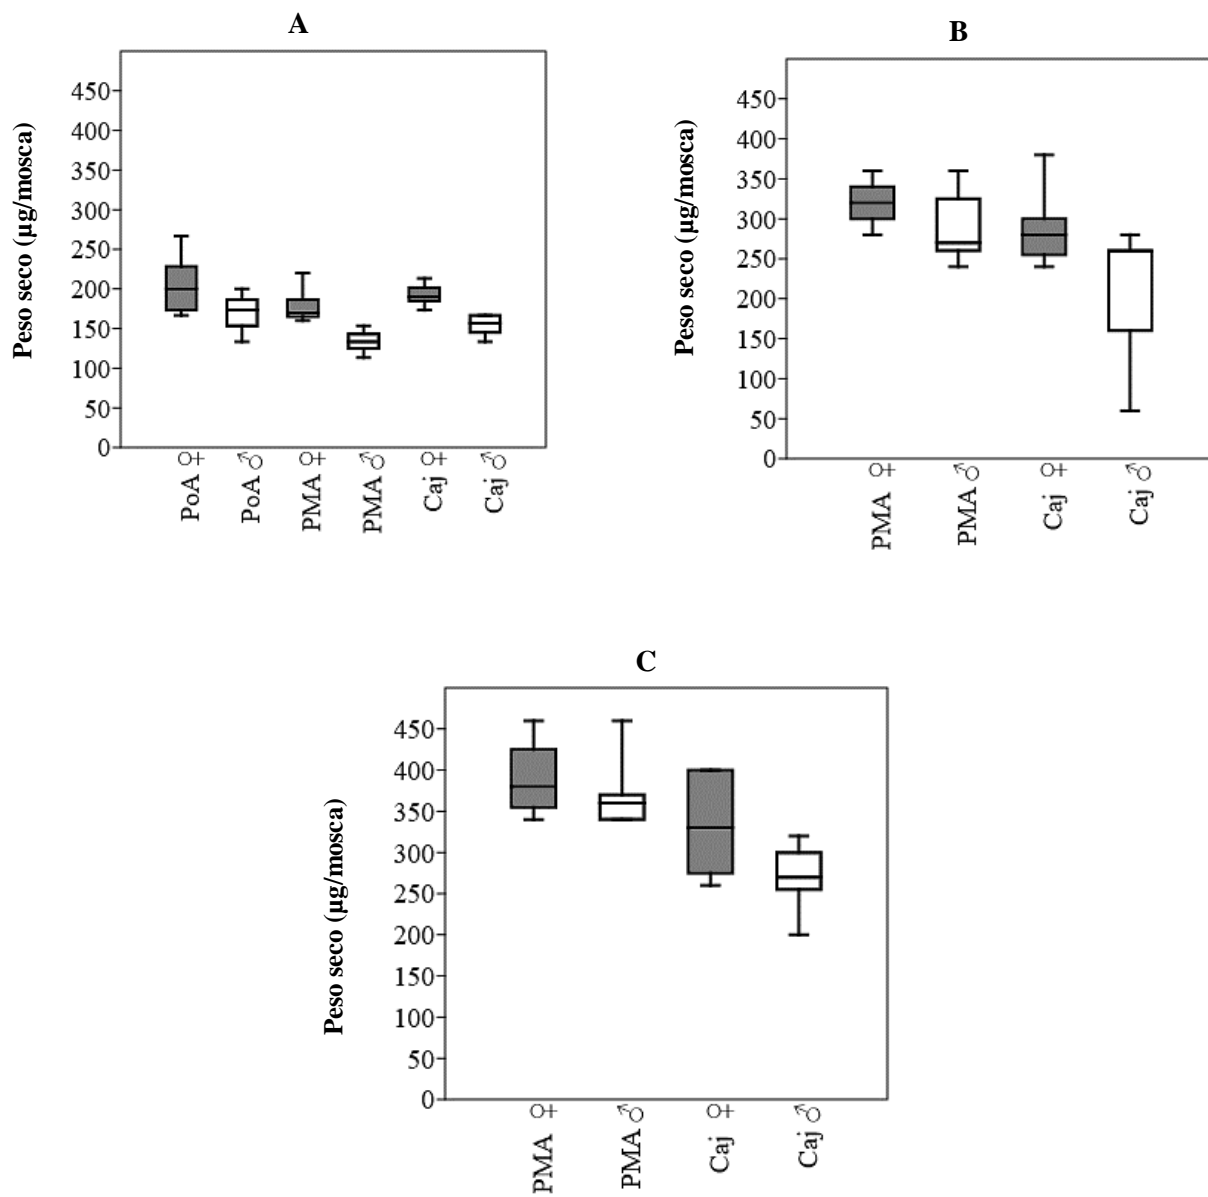 A
Peso seco (µg/mosca)
450
400
350
300
250
200
150
100
50
0
PoA ♀
PoA ♂
PMA ♀
PMA ♂
Caj ♀
Caj ♂
B
Peso seco (µg/mosca)
450
400
350
300
250
200
150
100
50
0
PMA ♀
PMA ♂
Caj ♀
Caj ♂
C
Peso seco (µg/mosca)
450
400
350
300
250
200
150
100
50
0
PMA ♀
PMA ♂
Caj ♀
Caj ♂